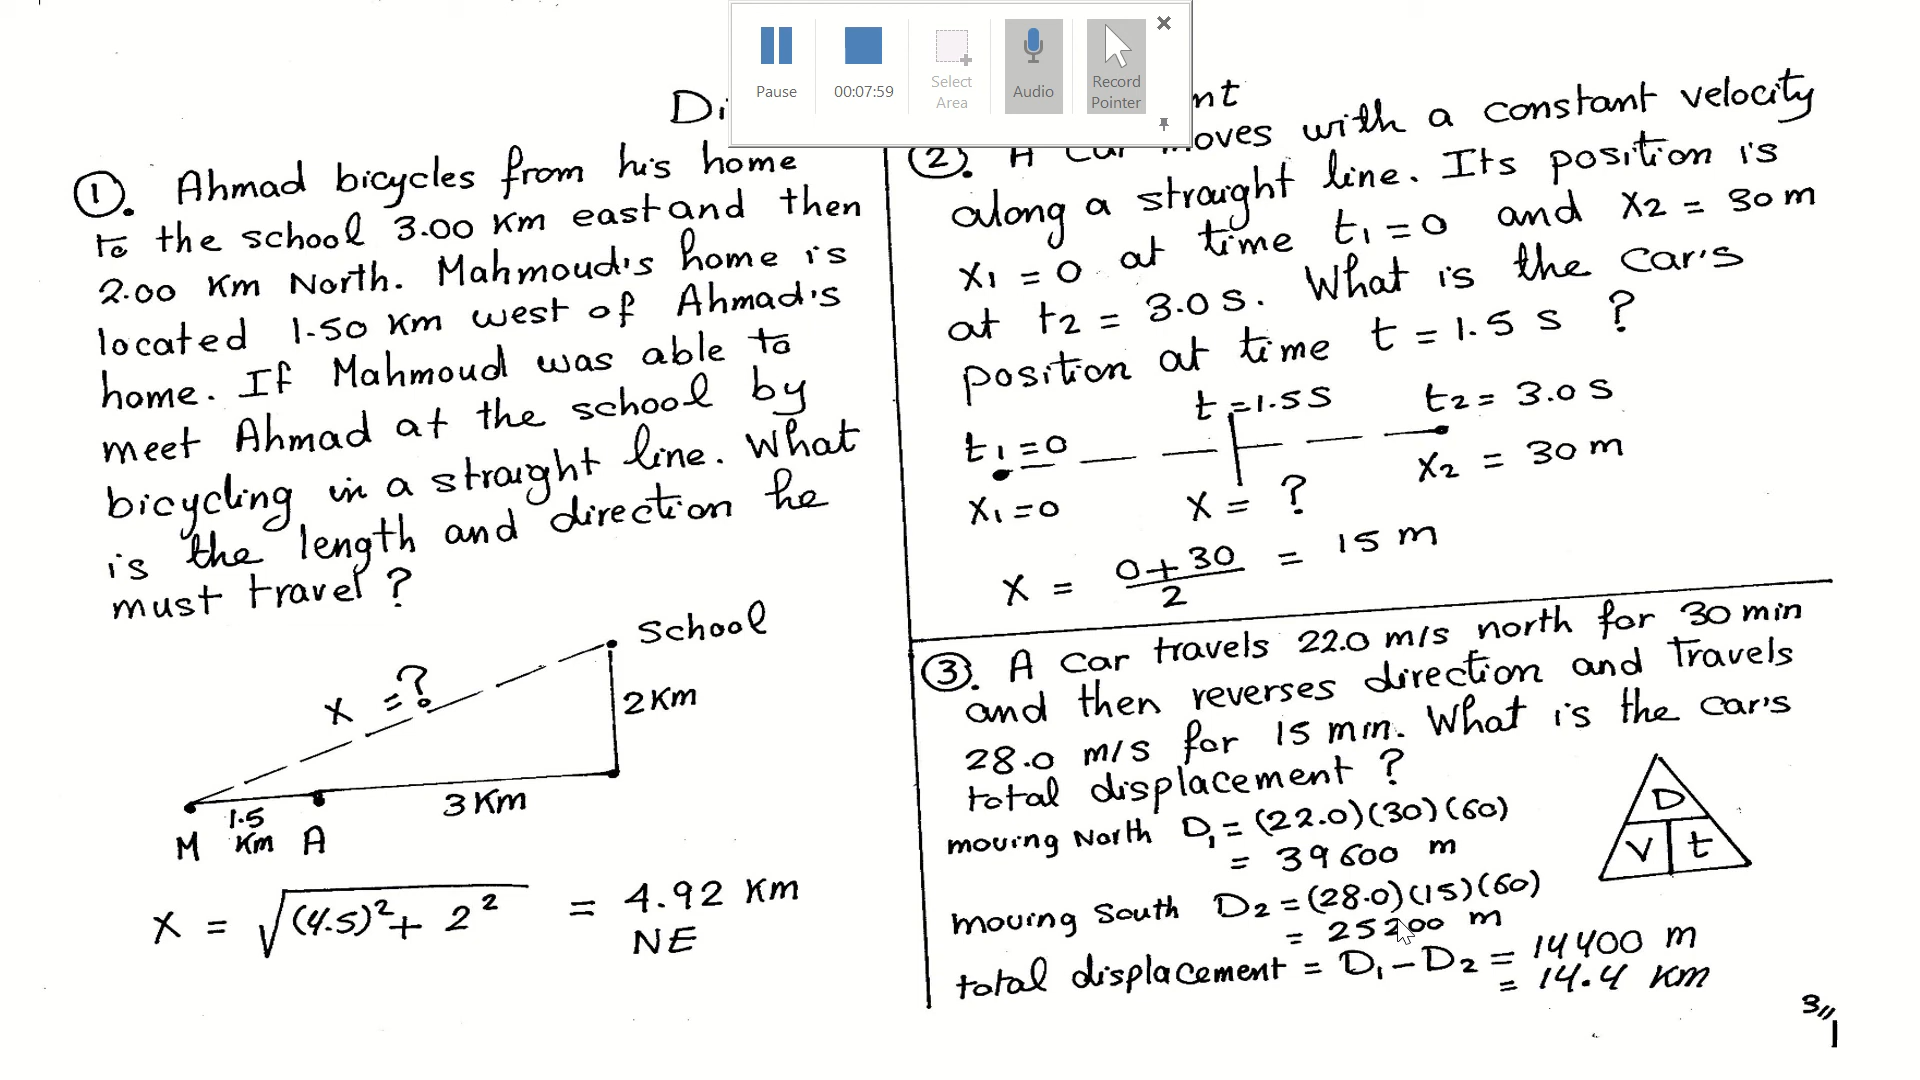 Pause
00:07:59
Select
Area
Audio
Record
Pointer
Di
nt
①. Ahmad bicycles from his home
to the school 3.00 Km east and then
2.00 Km North. Mahmoud's home is
located 1.50 Km west of Ahmad's
home. If Mahmoud was able to
meet Ahmad at the school by
bicycling in a straight line. What
is the length and direction he
must travel ?
School
X = ?
2 Km
1.5
Km
3 Km
M
A
X = √(4.5)² + 2² = 4.92 Km
NE
②. A car moves with a constant velocity
along a straight line. Its position is
X1 = 0 at time t1 = 0 and X2 = 30 m
at t2 = 3.0 s. What is the car's
position at time t = 1.5 s ?
t1 = 0
t = 1.5 s
t2 = 3.0 s
X1 = 0
X = ?
X2 = 30 m
X = 0 + 30 / 2 = 15 m
③. A car travels 22.0 m/s north for 30 min
and then reverses direction and Travels
28.0 m/s for 15 min. What is the car's
total displacement ?
moving North D1 = (22.0)(30)(60)
= 39600 m
moving South D2 = (28.0)(15)(60)
= 25200 m
total displacement = D1 - D2 = 14400 m
= 14.4 Km
D
V
t